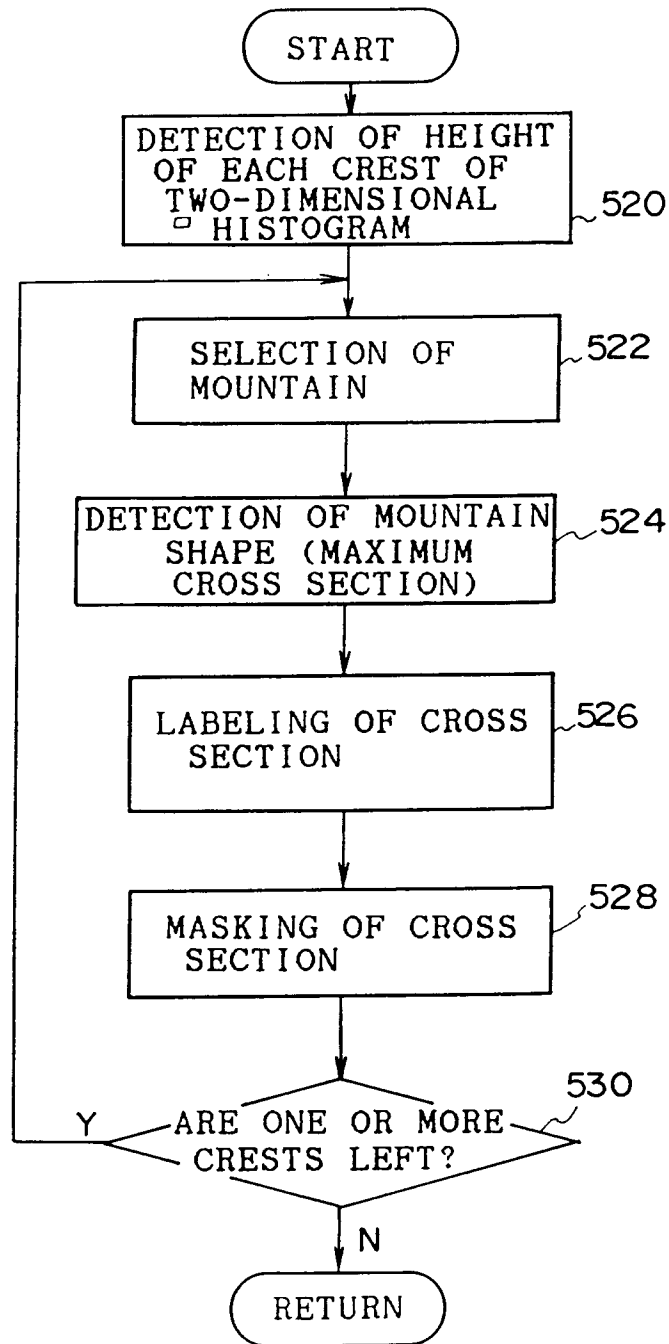 START
DETECTION OF HEIGHT
OF EACH CREST OF
TWO-DIMENSIONAL
HISTOGRAM
520
SELECTION OF
MOUNTAIN
522
DETECTION OF MOUNTAIN
SHAPE (MAXIMUM
CROSS SECTION)
524
LABELING OF CROSS
SECTION
526
MASKING OF CROSS
SECTION
528
530
Y
ARE ONE OR MORE
CRESTS LEFT?
N
RETURN